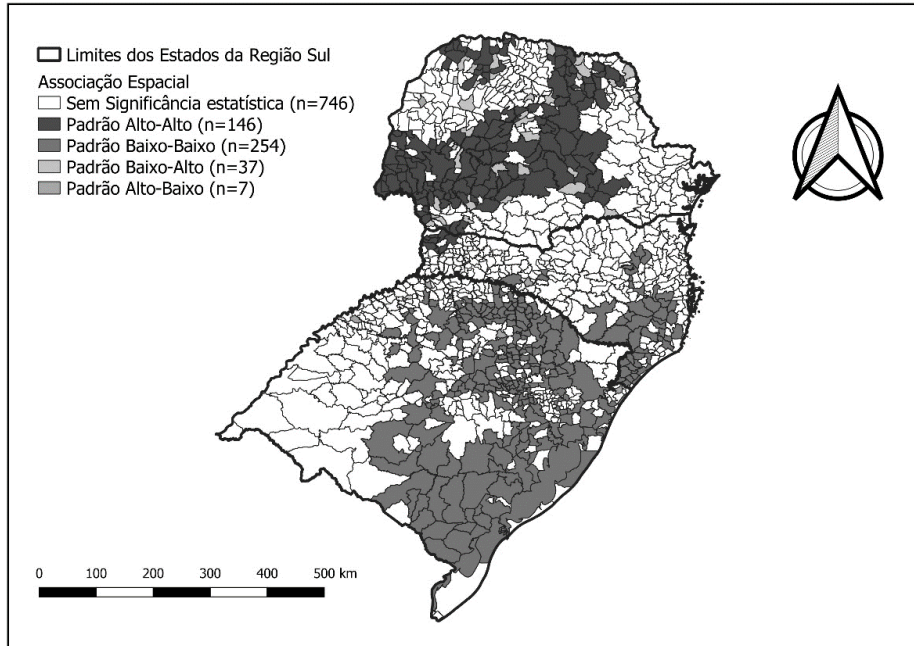 Limites dos Estados da Região Sul
Associação Espacial
Sem Significância estatística (n=746)
Padrão Alto-Alto (n=146)
Padrão Baixo-Baixo (n=254)
Padrão Baixo-Alto (n=37)
Padrão Alto-Baixo (n=7)
0 100 200 300 400 500 km